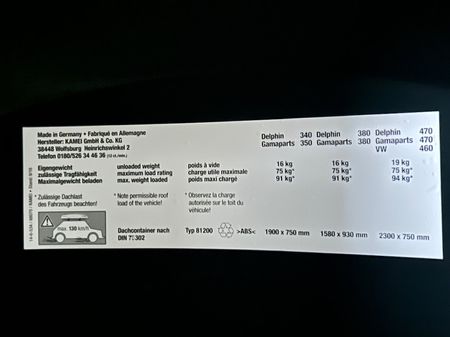 Made in Germany • Fabriqué en Allemagne
Hersteller: KAMEI GmbH & Co. KG
38448 Wolfsburg Heinrichswinkel 2
Telefon 0180/526 34 46 36
Delphin 340 Delphin 380 Delphin 470
Gamaparts 350 Gamaparts 380 Gamaparts 470
VW 460
Eigengewicht unloaded weight poids à vide 16 kg 16 kg 19 kg
zulässige Tragfähigkeit maximum load rating charge utile maximale 75 kg* 75 kg* 75 kg*
Maximalgewicht beladen max. weight loaded poids maxi charge 91 kg* 91 kg* 94 kg*
*Zulässige Dachlast * Note permissible roof * Observez la charge
des Fahrzeugs beachten! load of the vehicle! autorisée sur le toit du
véhicule!
max. 130 km/h
Dachcontainer nach Typ 81200 >ABS< 1900 x 750 mm 1580 x 930 mm 2300 x 750 mm
DIN 75302